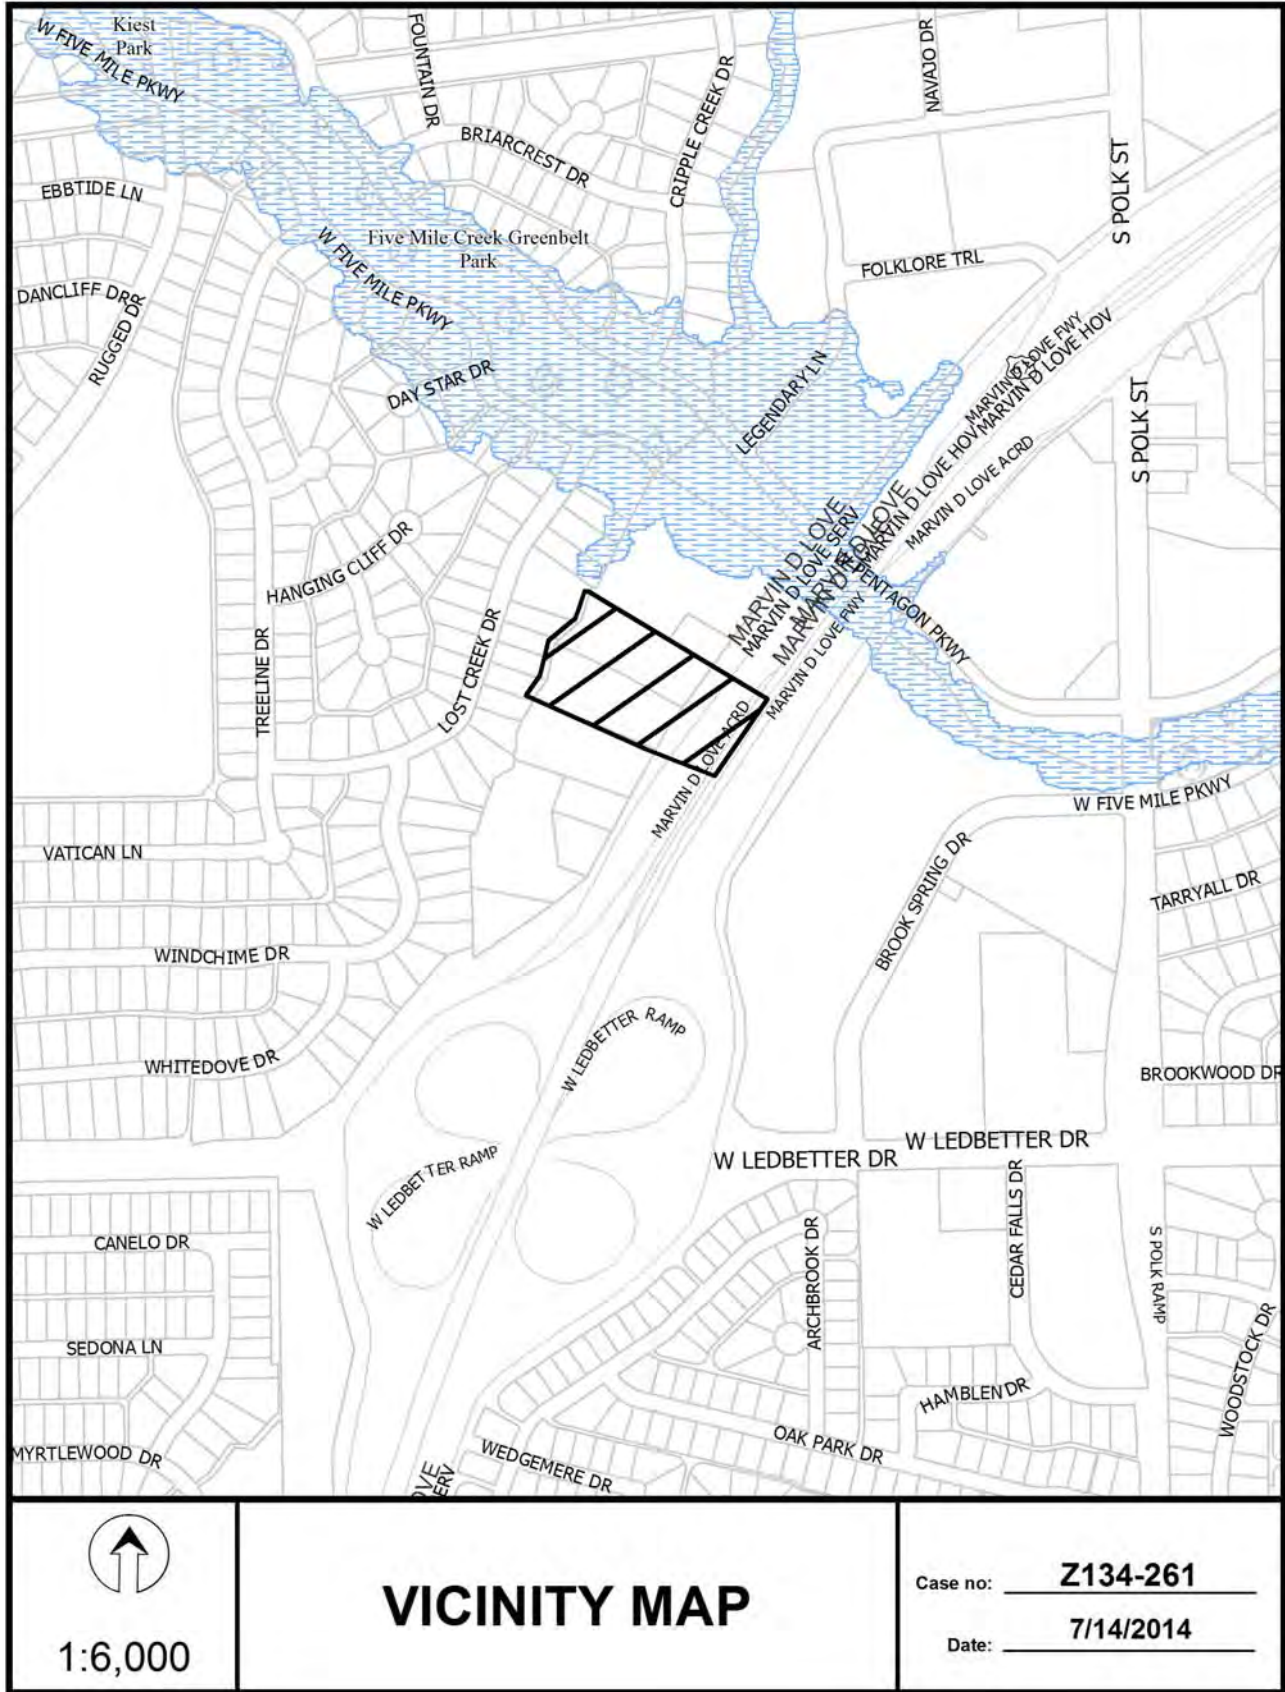 Kiest
Park
W FIVE MILE PKWY
FOUNTAIN DR
NAVAJO DR
CRIPPLE CREEK DR
BRIARCREST DR
S POLK ST
EBBTIDE LN
W FIVE MILE PKWY
Five Mile Creek Greenbelt
Park
FOLKLORE TRL
DANCLIFF DR
RUGGED DR
DAY STAR DR
LEGENDARY LN
MARVIN D LOVE FWY
MARVIN D LOVE HOV
S POLK ST
MARVIN D LOVE HOV
MARVIN D LOVE ACRD
MARVIN D LOVE
MARVIN D LOVE SERV
MARVIN D LOVE
MARVIN D LOVE FWY
PENTAGON PKWY
HANGING CLIFF DR
TREELINE DR
LOST CREEK DR
MARVIN D LOVE ACRD
W FIVE MILE PKWY
VATICAN LN
BROOK SPRING DR
TARRYALL DR
WINDCHIME DR
WHITEDOVE DR
W LEDBETTER RAMP
BROOKWOOD DR
W LEDBETTER DR
W LEDBETTER DR
W LEDBETTER RAMP
CANELO DR
ARCHBROOK DR
CEDAR FALLS DR
S POLK RAMP
SEDONA LN
WOODSTOCK DR
HAMBLEN DR
MYRTLEWOOD DR
WEDGEMERE DR
OAK PARK DR
OVE
ERV
1:6,000
VICINITY MAP
Case no: Z134-261
Date: 7/14/2014